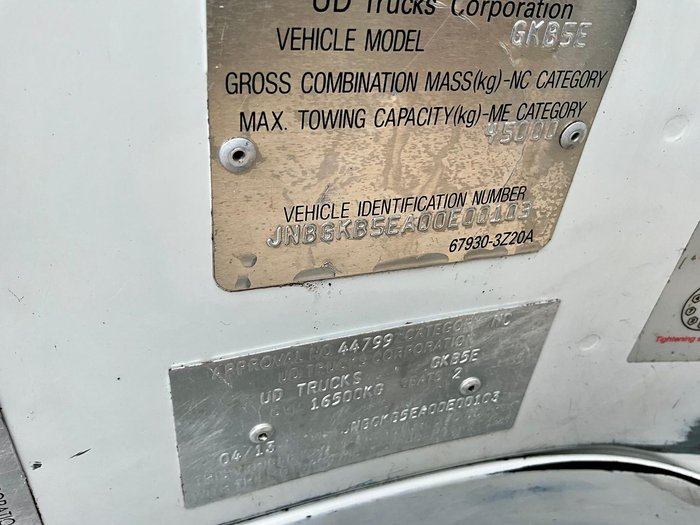 UD Trucks Corporation
VEHICLE MODEL GKB5E
GROSS COMBINATION MASS(kg)-NC CATEGORY
MAX. TOWING CAPACITY(kg)-ME CATEGORY
45000
VEHICLE IDENTIFICATION NUMBER
JNBGKB5EA00E00103
67930-3Z20A
APPROVAL NO 44799 CATEGORY NC
UD TRUCKS CORPORATION
UD TRUCKS GKB5E
16500KG SEATS 2
04/13
Tightening